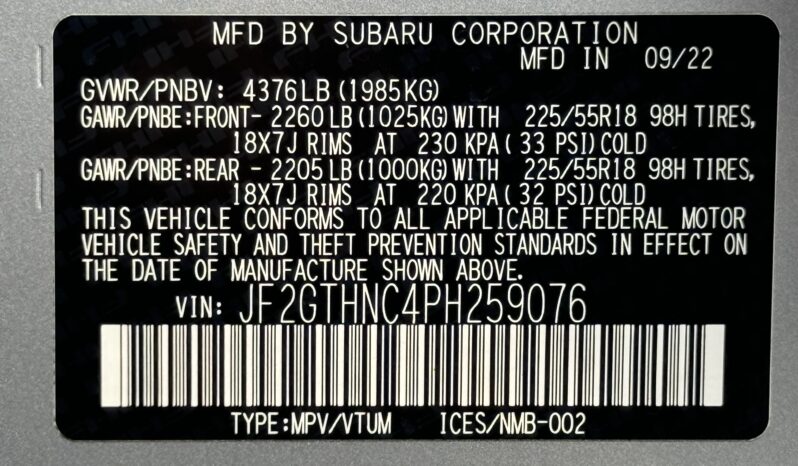 MFD BY SUBARU CORPORATION
MFD IN 09/22
GVWR/PNBV: 4376LB (1985KG)
GAWR/PNBE:FRONT- 2260LB (1025KG) WITH 225/55R18 98H TIRES,
18X7J RIMS AT 230 KPA ( 33 PSI) COLD
GAWR/PNBE:REAR - 2205LB (1000KG) WITH 225/55R18 98H TIRES,
18X7J RIMS AT 220 KPA ( 32 PSI) COLD
THIS VEHICLE CONFORMS TO ALL APPLICABLE FEDERAL MOTOR
VEHICLE SAFETY AND THEFT PREVENTION STANDARDS IN EFFECT ON
THE DATE OF MANUFACTURE SHOWN ABOVE.
VIN: JF2GTHNC4PH259076
TYPE:MPV/VTUM ICES/NMB-002